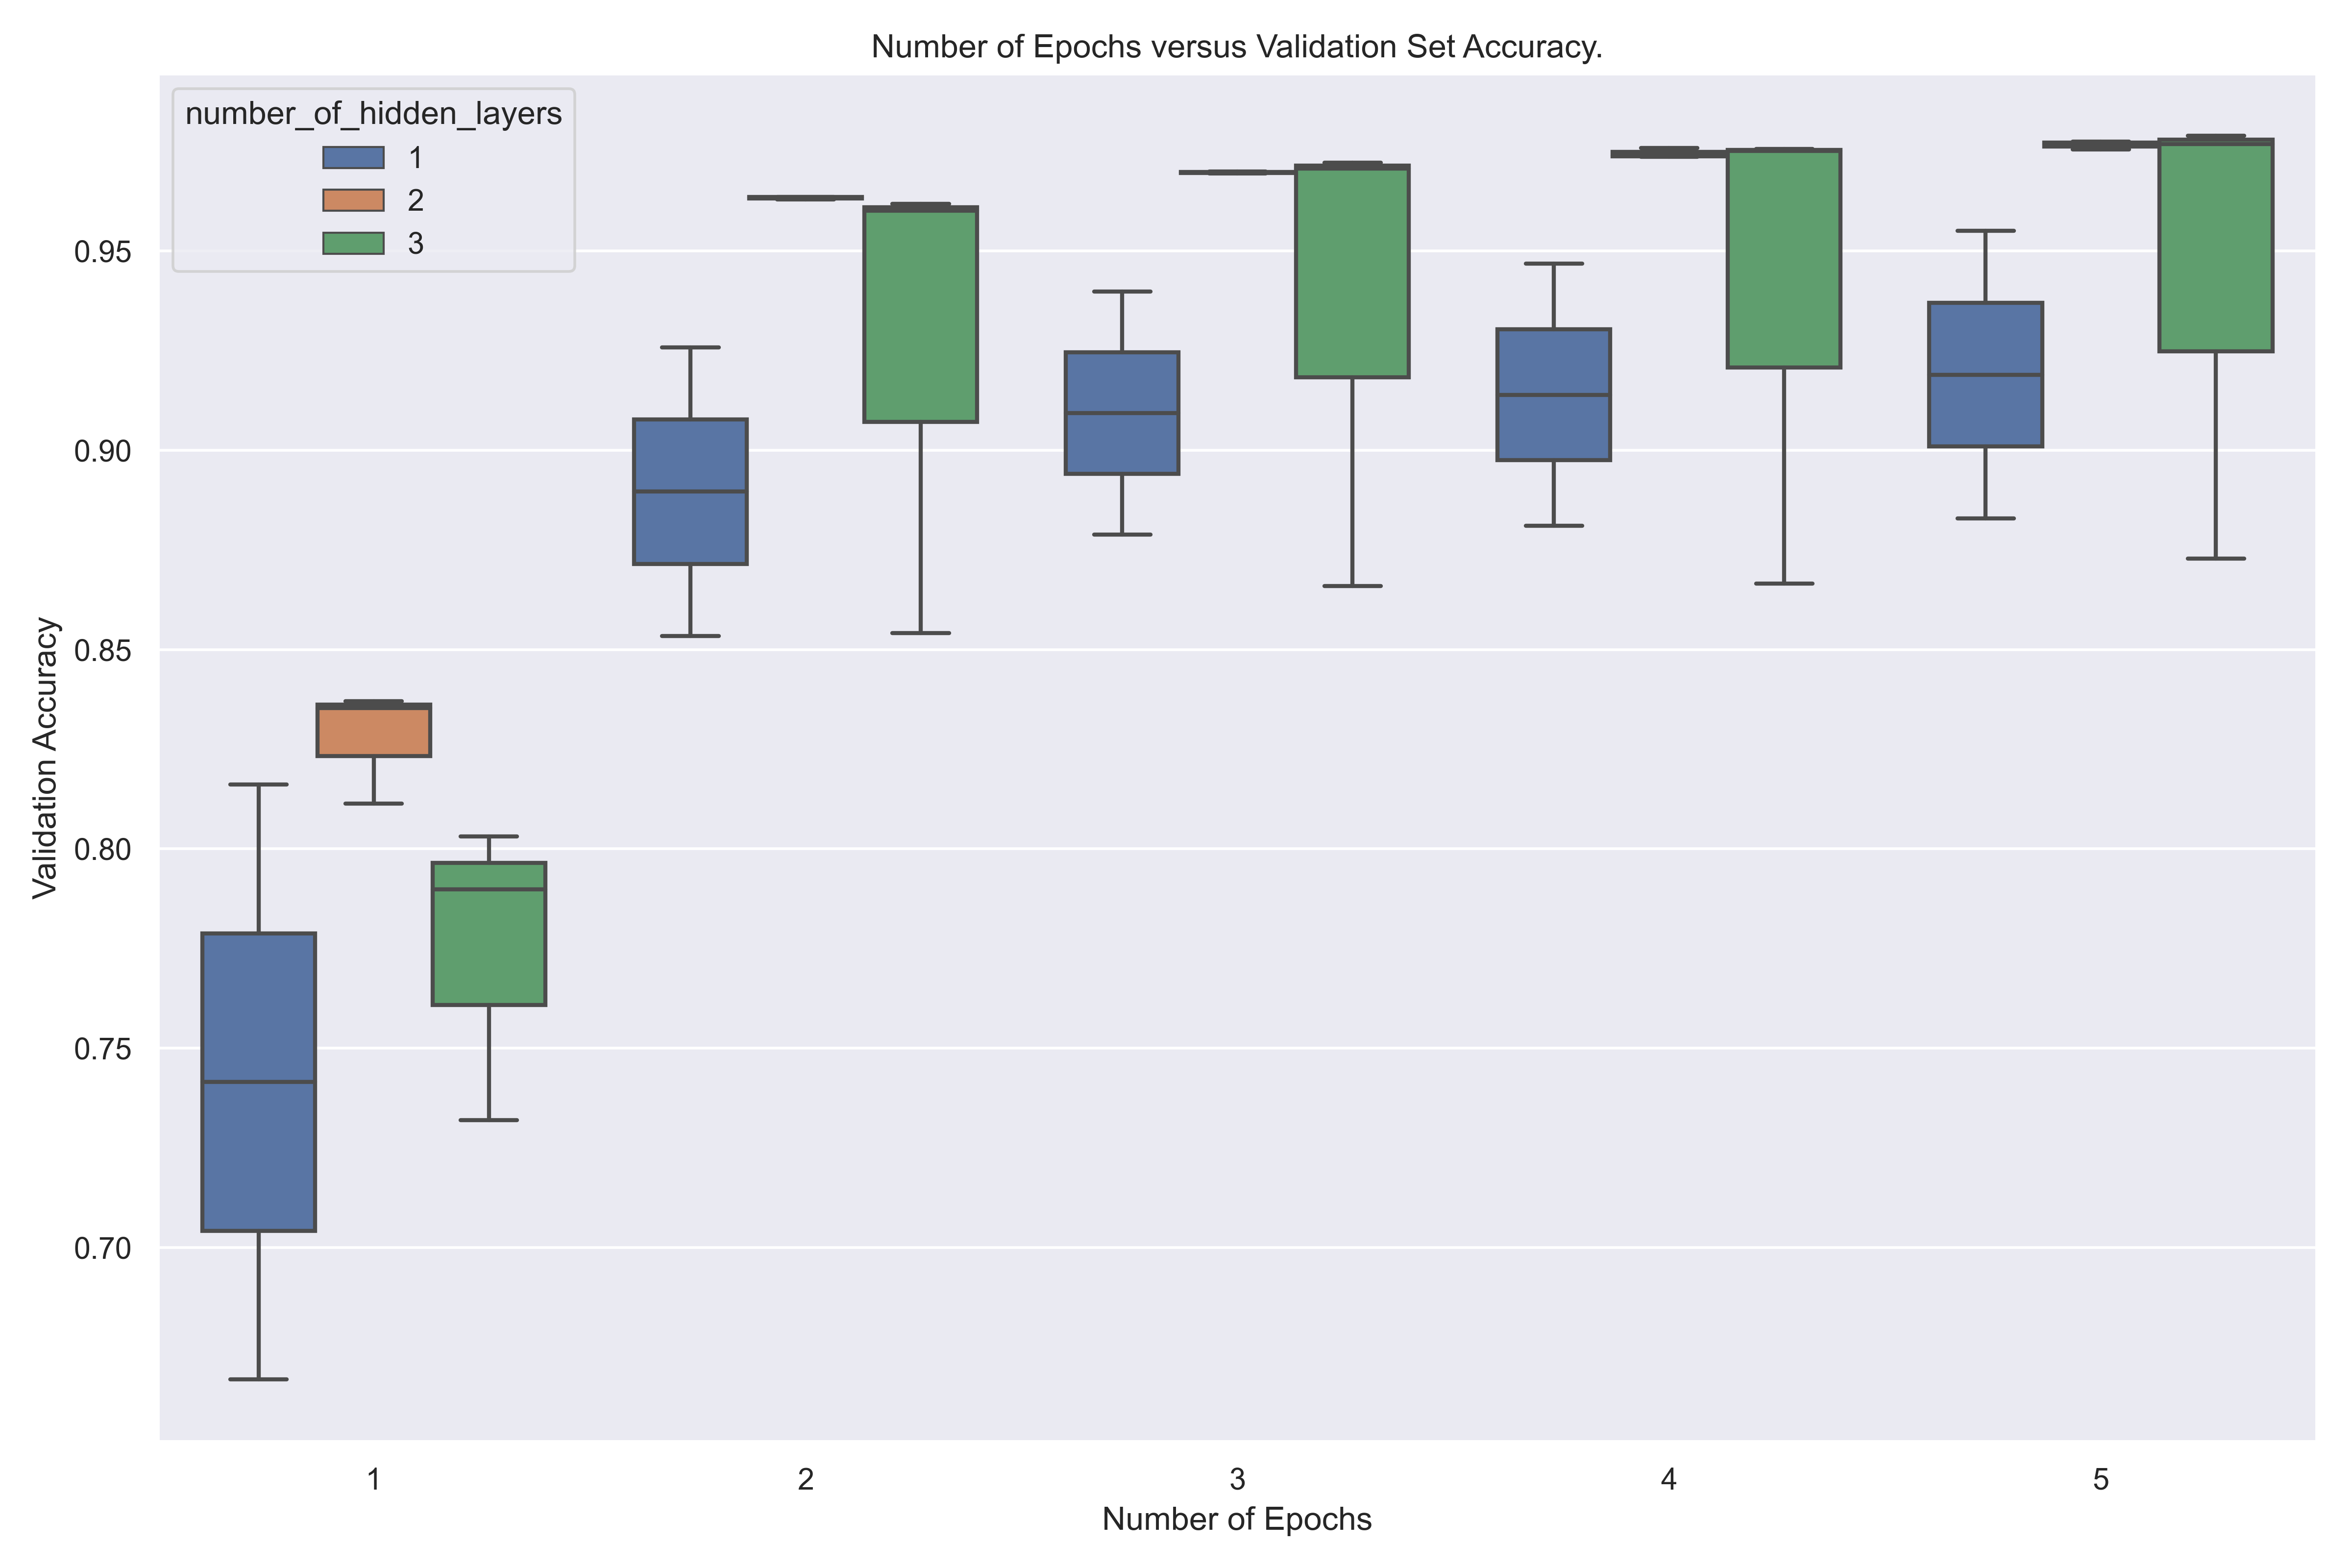 Number of Epochs versus Validation Set Accuracy.
number_of_hidden_layers
1
2
3
Validation Accuracy
0.95
0.90
0.85
0.80
0.75
0.70
1 2 3 4 5
Number of Epochs